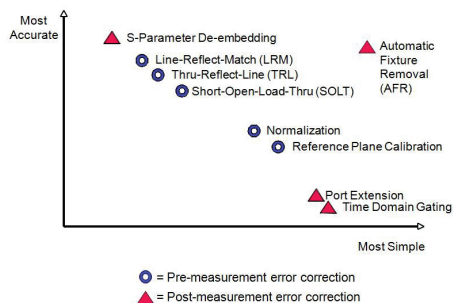 Most
Accurate
S-Parameter De-embedding
Line-Reflect-Match (LRM)
Thru-Reflect-Line (TRL)
Short-Open-Load-Thru (SOLT)
Automatic
Fixture
Removal
(AFR)
Normalization
Reference Plane Calibration
Port Extension
Time Domain Gating
Most Simple
= Pre-measurement error correction
= Post-measurement error correction